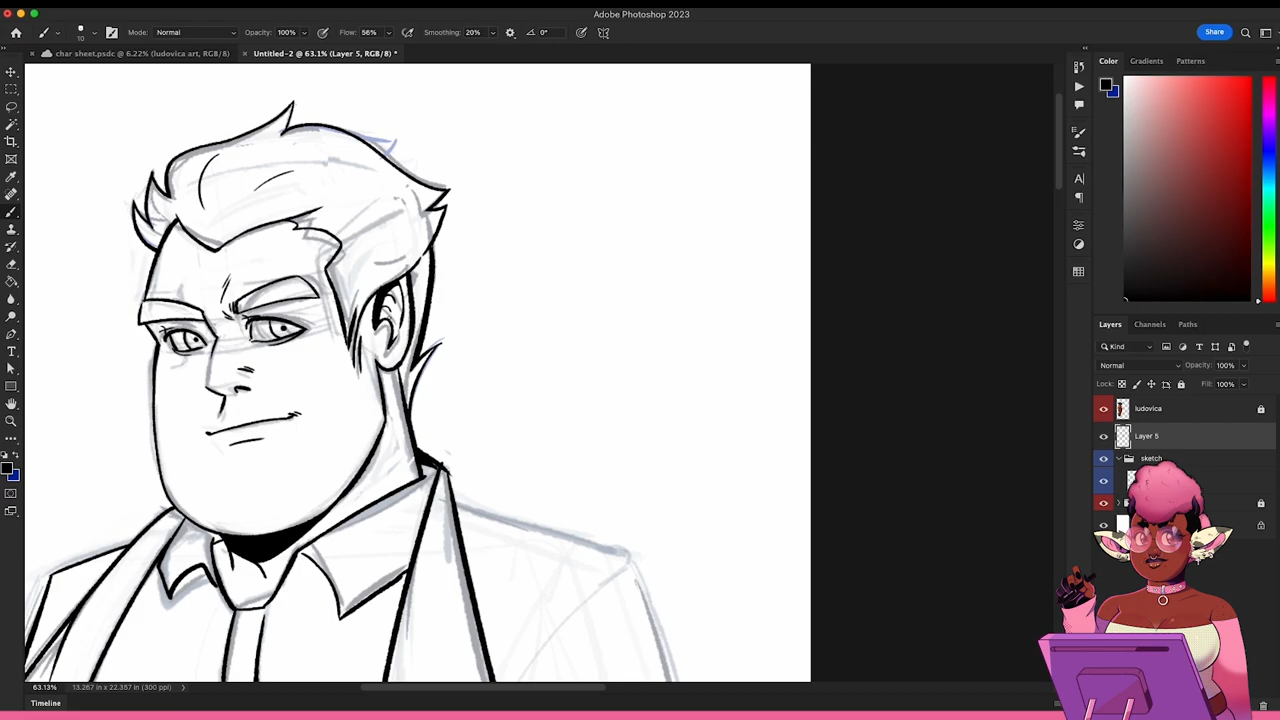 Adobe Photoshop 2023
10 Mode: Normal Opacity: 100% Flow: 56% Smoothing: 20% 0° Share
char sheet.psdc @ 6.22% (ludovica art, RGB/8) Untitled-2 @ 63.1% (Layer 5, RGB/8) *
Color Gradients Patterns
Layers Channels Paths
Kind
Normal Opacity: 100%
Lock: Fill: 100%
ludovica
Layer 5
sketch
63.13% 13.267 in x 22.357 in (300 ppi)
Timeline